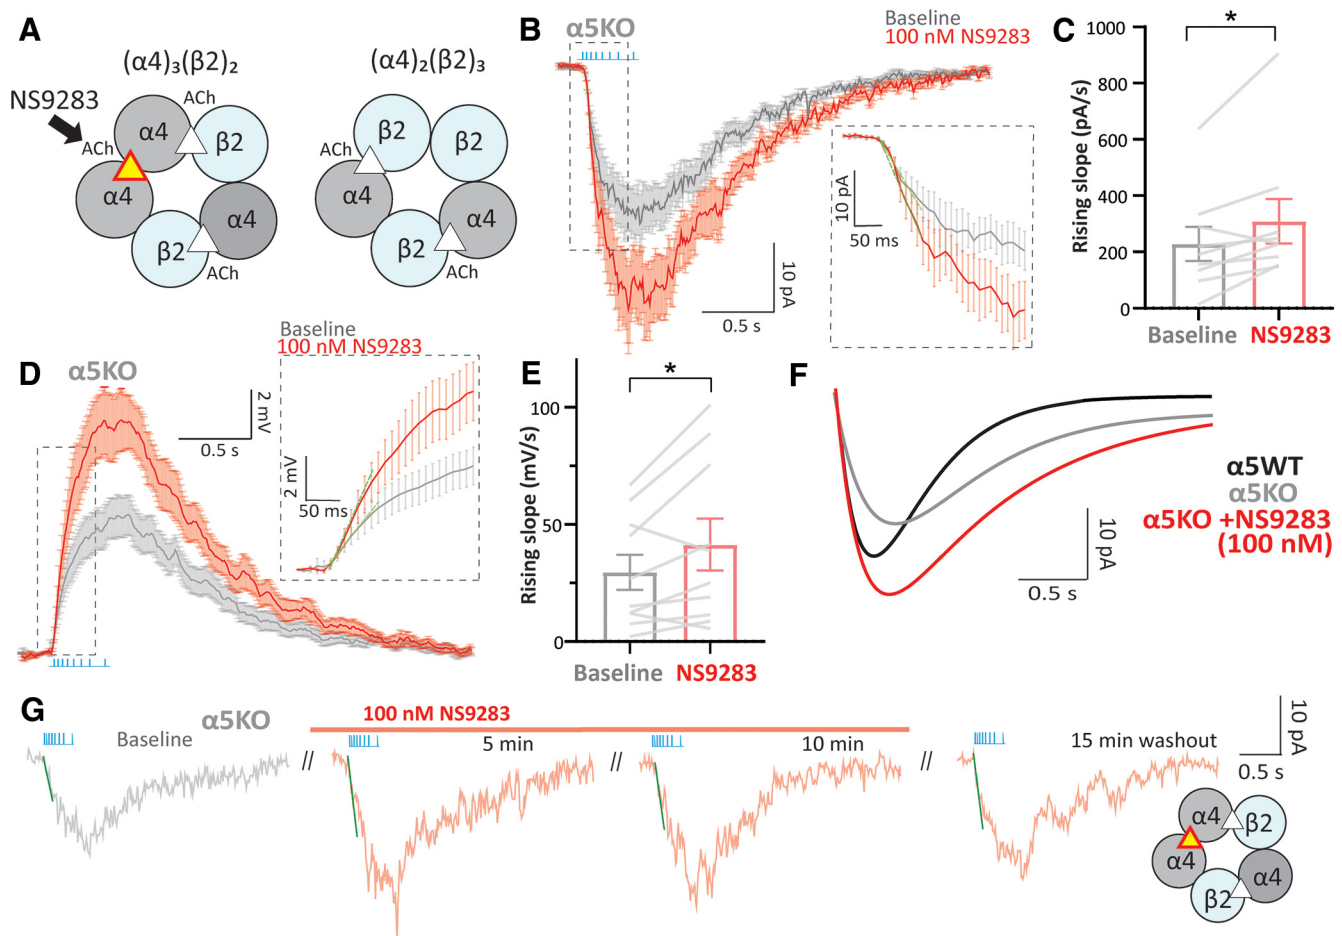 A
(α4)₃(β2)₂
(α4)₂(β2)₃
NS9283
ACh
ACh
α4
β2
α4
α4
β2
ACh
ACh
β2
β2
α4
α4
β2
ACh
B
α5KO
Baseline
100 nM NS9283
10 pA
0.5 s
10 pA
50 ms
C
Rising slope (pA/s)
1000
800
600
400
200
0
*
Baseline
NS9283
D
α5KO
Baseline
100 nM NS9283
2 mV
0.5 s
2 mV
50 ms
E
Rising slope (mV/s)
100
50
0
*
Baseline
NS9283
F
α5WT
α5KO
α5KO +NS9283
(100 nM)
10 pA
0.5 s
G
α5KO
Baseline
100 nM NS9283
5 min
10 min
15 min washout
//
//
//
10 pA
0.5 s
α4
β2
α4
α4
β2